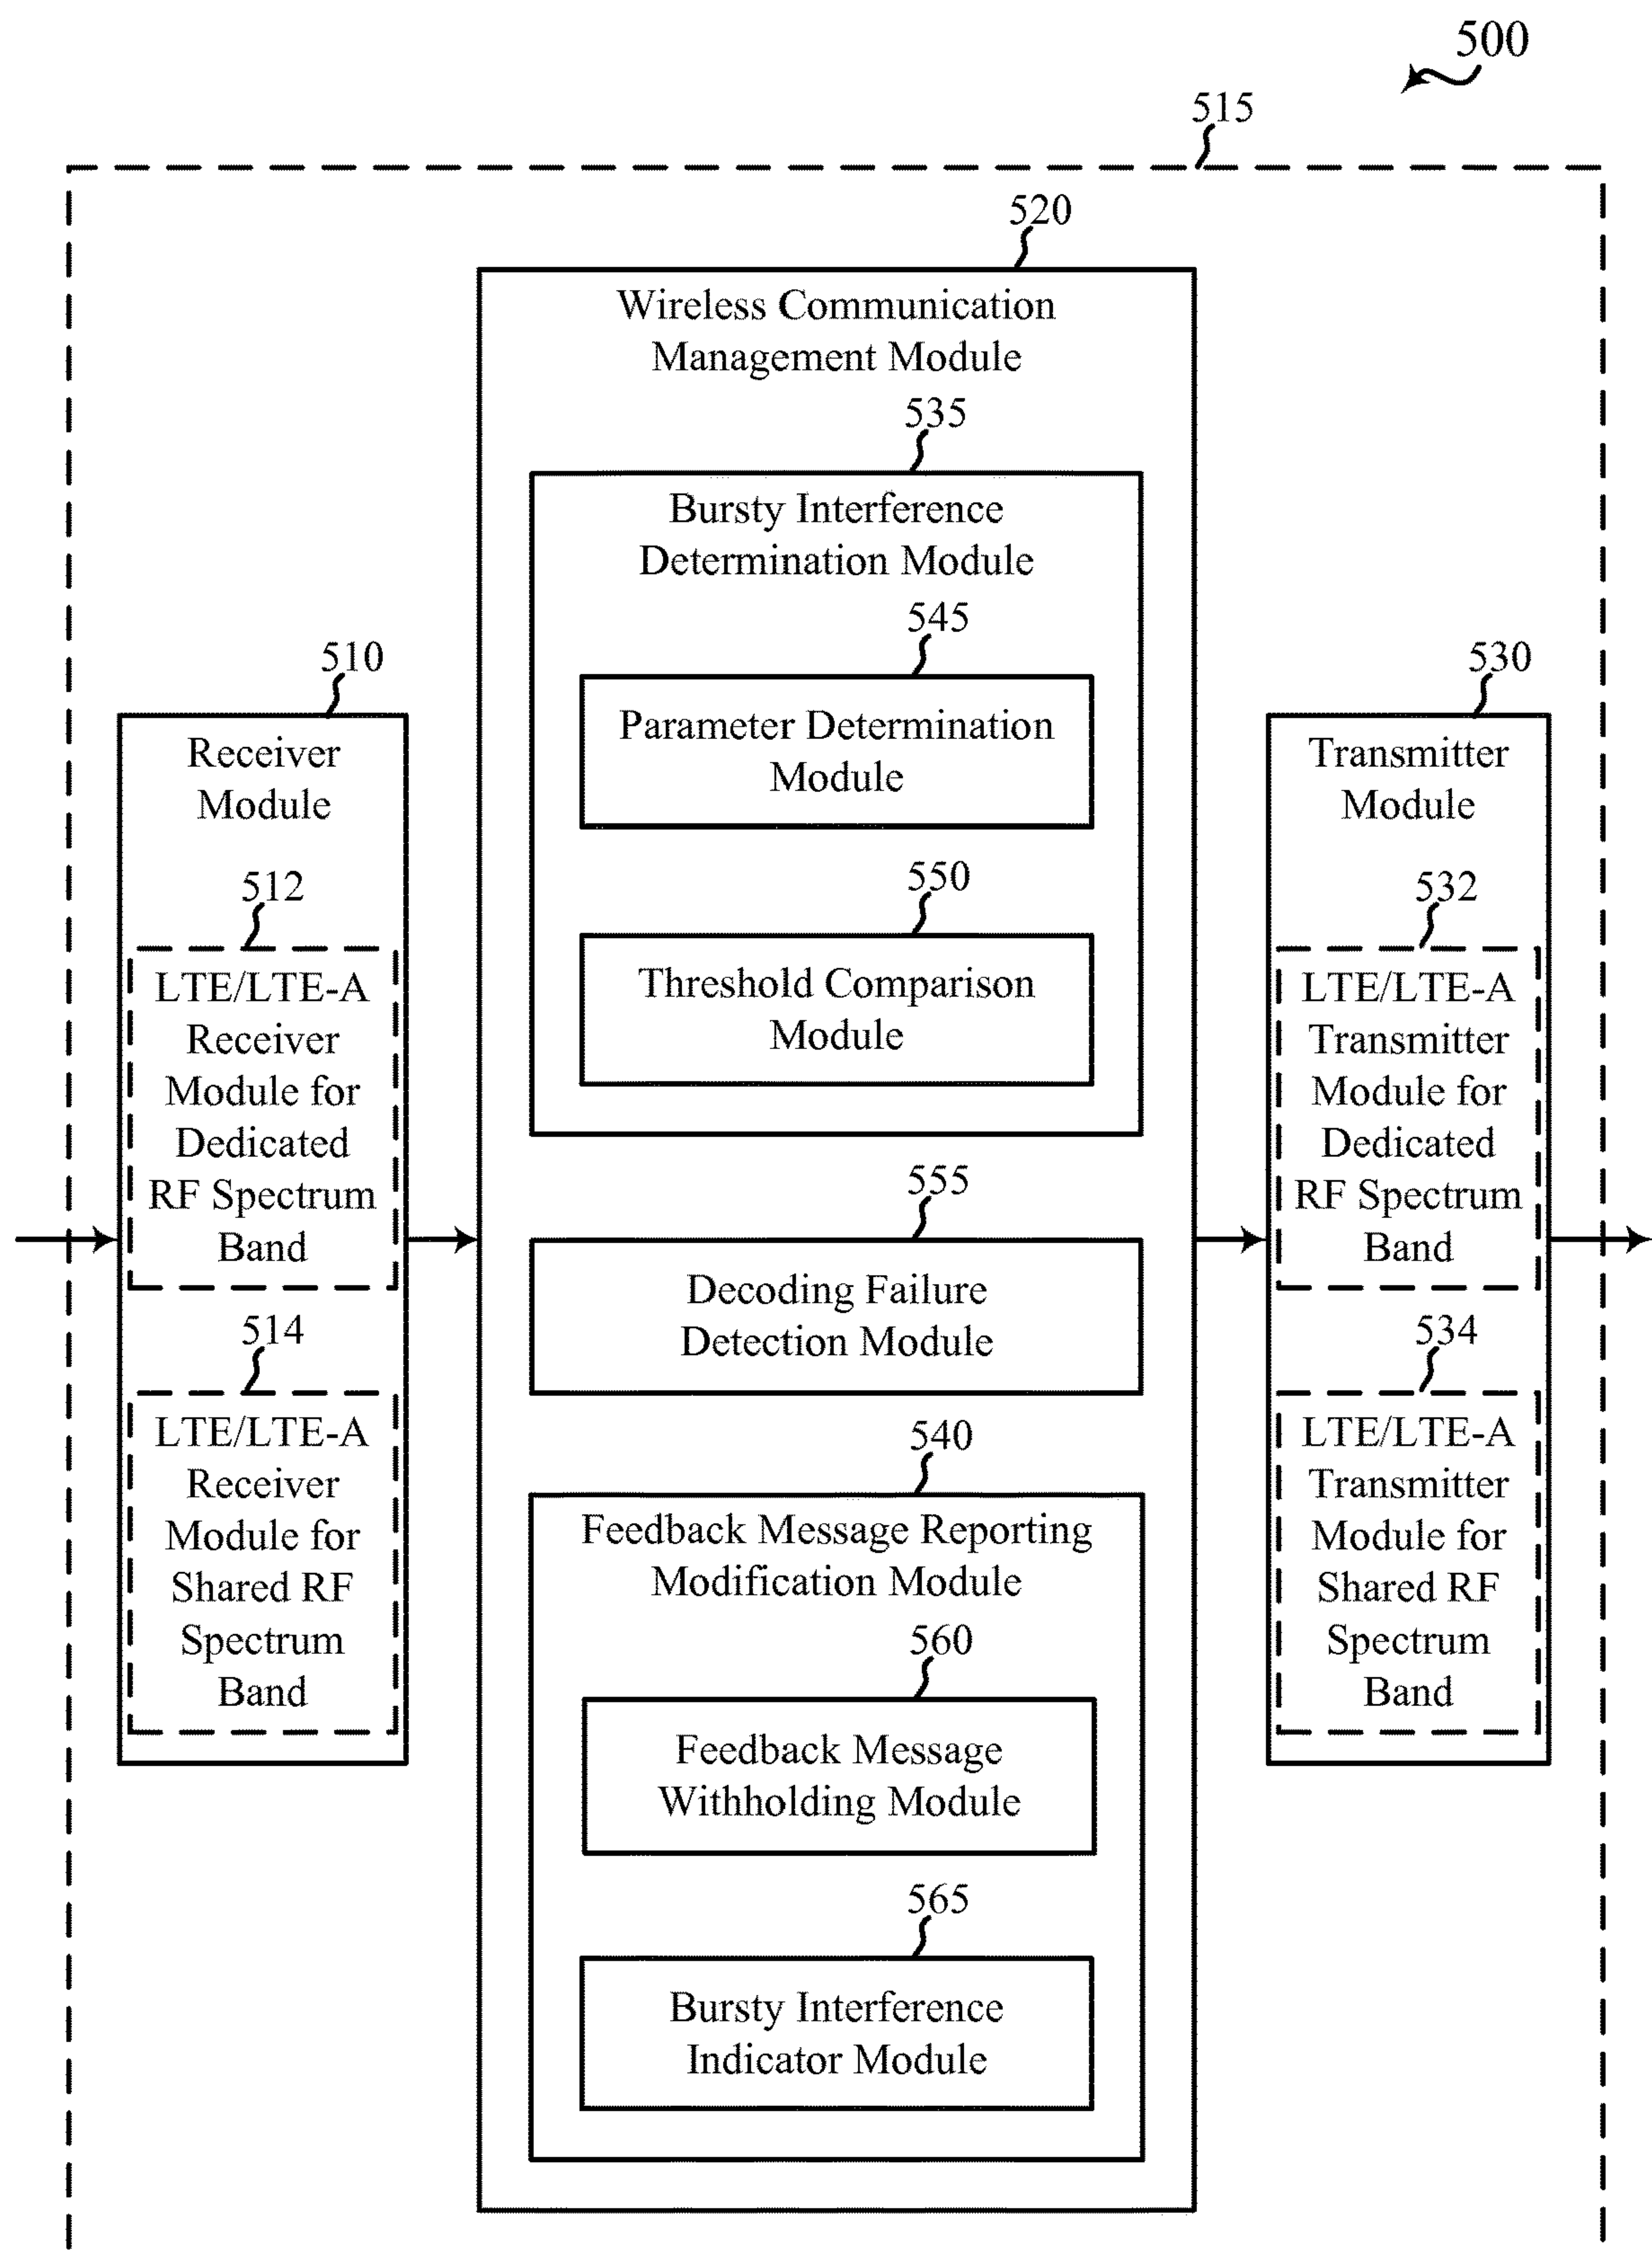 500
515
520
Wireless Communication
Management Module
535
Bursty Interference
Determination Module
545
Parameter Determination
Module
550
Threshold Comparison
Module
555
Decoding Failure
Detection Module
540
Feedback Message Reporting
Modification Module
560
Feedback Message
Withholding Module
565
Bursty Interference
Indicator Module
510
Receiver
Module
512
LTE/LTE-A
Receiver
Module for
Dedicated
RF Spectrum
Band
514
LTE/LTE-A
Receiver
Module for
Shared RF
Spectrum
Band
530
Transmitter
Module
532
LTE/LTE-A
Transmitter
Module for
Dedicated
RF Spectrum
Band
534
LTE/LTE-A
Transmitter
Module for
Shared RF
Spectrum
Band